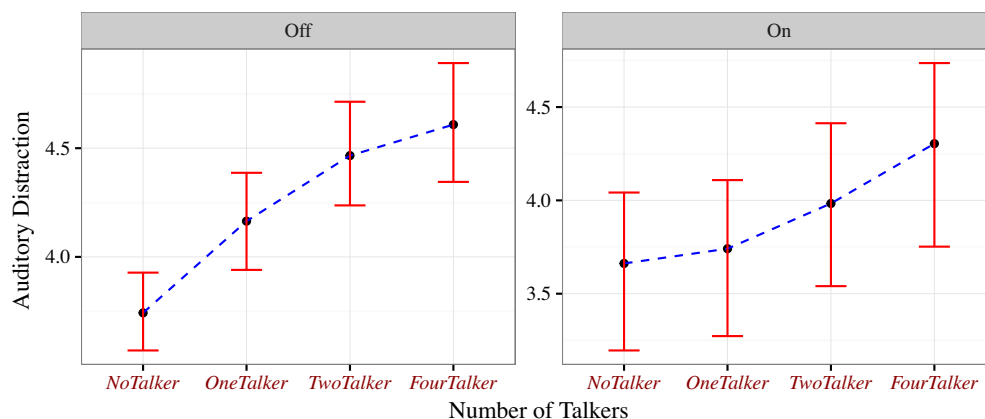 Off
On
Auditory Distraction
4.5
4.0
4.5
4.0
3.5
NoTalker OneTalker TwoTalker FourTalker
NoTalker OneTalker TwoTalker FourTalker
Number of Talkers